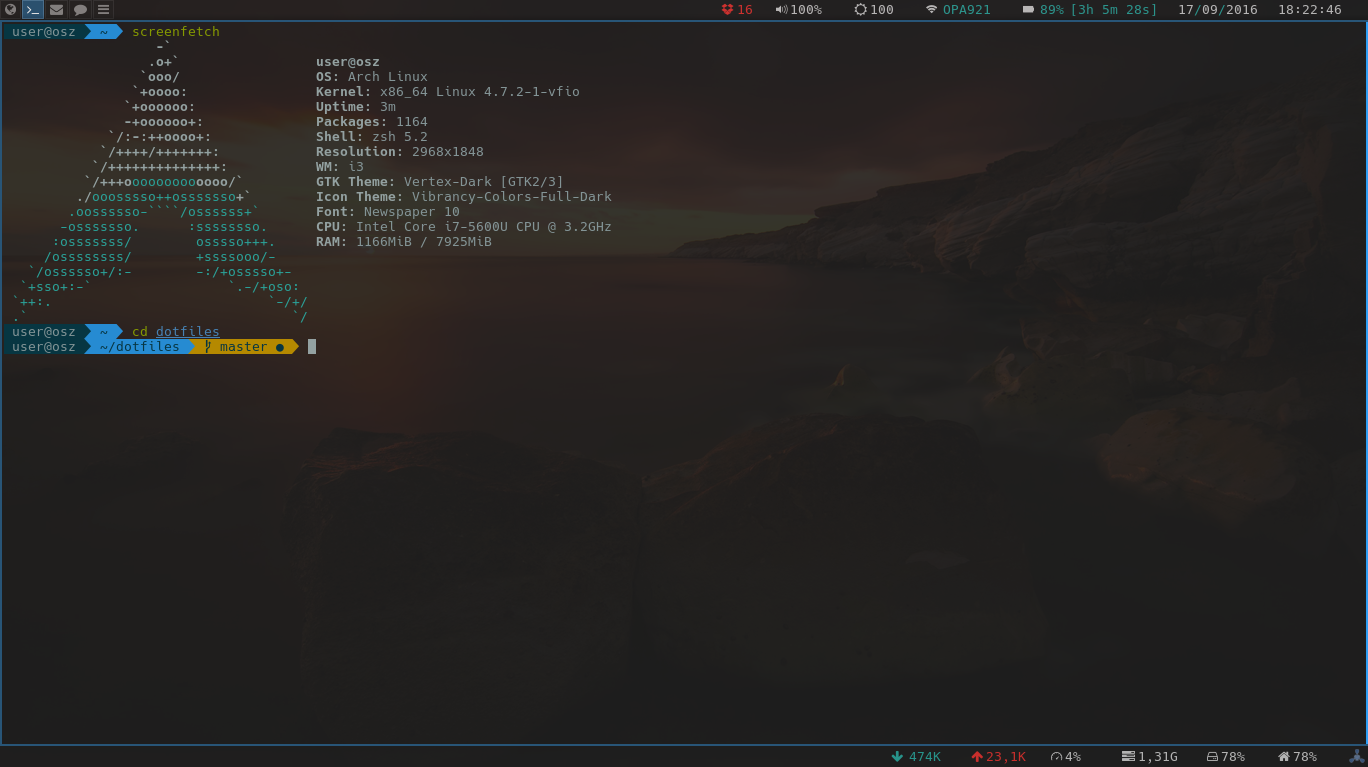 16 100% 100 OPA921 89% [3h 5m 28s] 17/09/2016 18:22:46
user@osz ~ screenfetch
-`
.o+`
user@osz
`ooo/
OS: Arch Linux
`+oooo:
Kernel: x86_64 Linux 4.7.2-1-vfio
`+oooooo:
Uptime: 3m
-+oooooo+:
Packages: 1164
`/:-:++oooo+:
Shell: zsh 5.2
`/++++/+++++++:
Resolution: 2968x1848
`/++++++++++++++:
WM: i3
`/+++ooooooooooooo/`
GTK Theme: Vertex-Dark [GTK2/3]
./ooosssso++osssssso+`
Icon Theme: Vibrancy-Colors-Full-Dark
.oossssso-````/ossssss+`
Font: Newspaper 10
-osssssso.      :ssssssso.
CPU: Intel Core i7-5600U CPU @ 3.2GHz
:osssssss/        osssso+++.
RAM: 1166MiB / 7925MiB
/ossssssss/        +ssssooo/-
`/ossssso+/:-        -:/+osssso+-
`+sso+:-`                 `.-/+oso:
`++:.                           `-/+/
.`                                 `/
user@osz ~ cd dotfiles
user@osz ~/dotfiles master ●
474K 23,1K 4% 1,31G 78% 78%